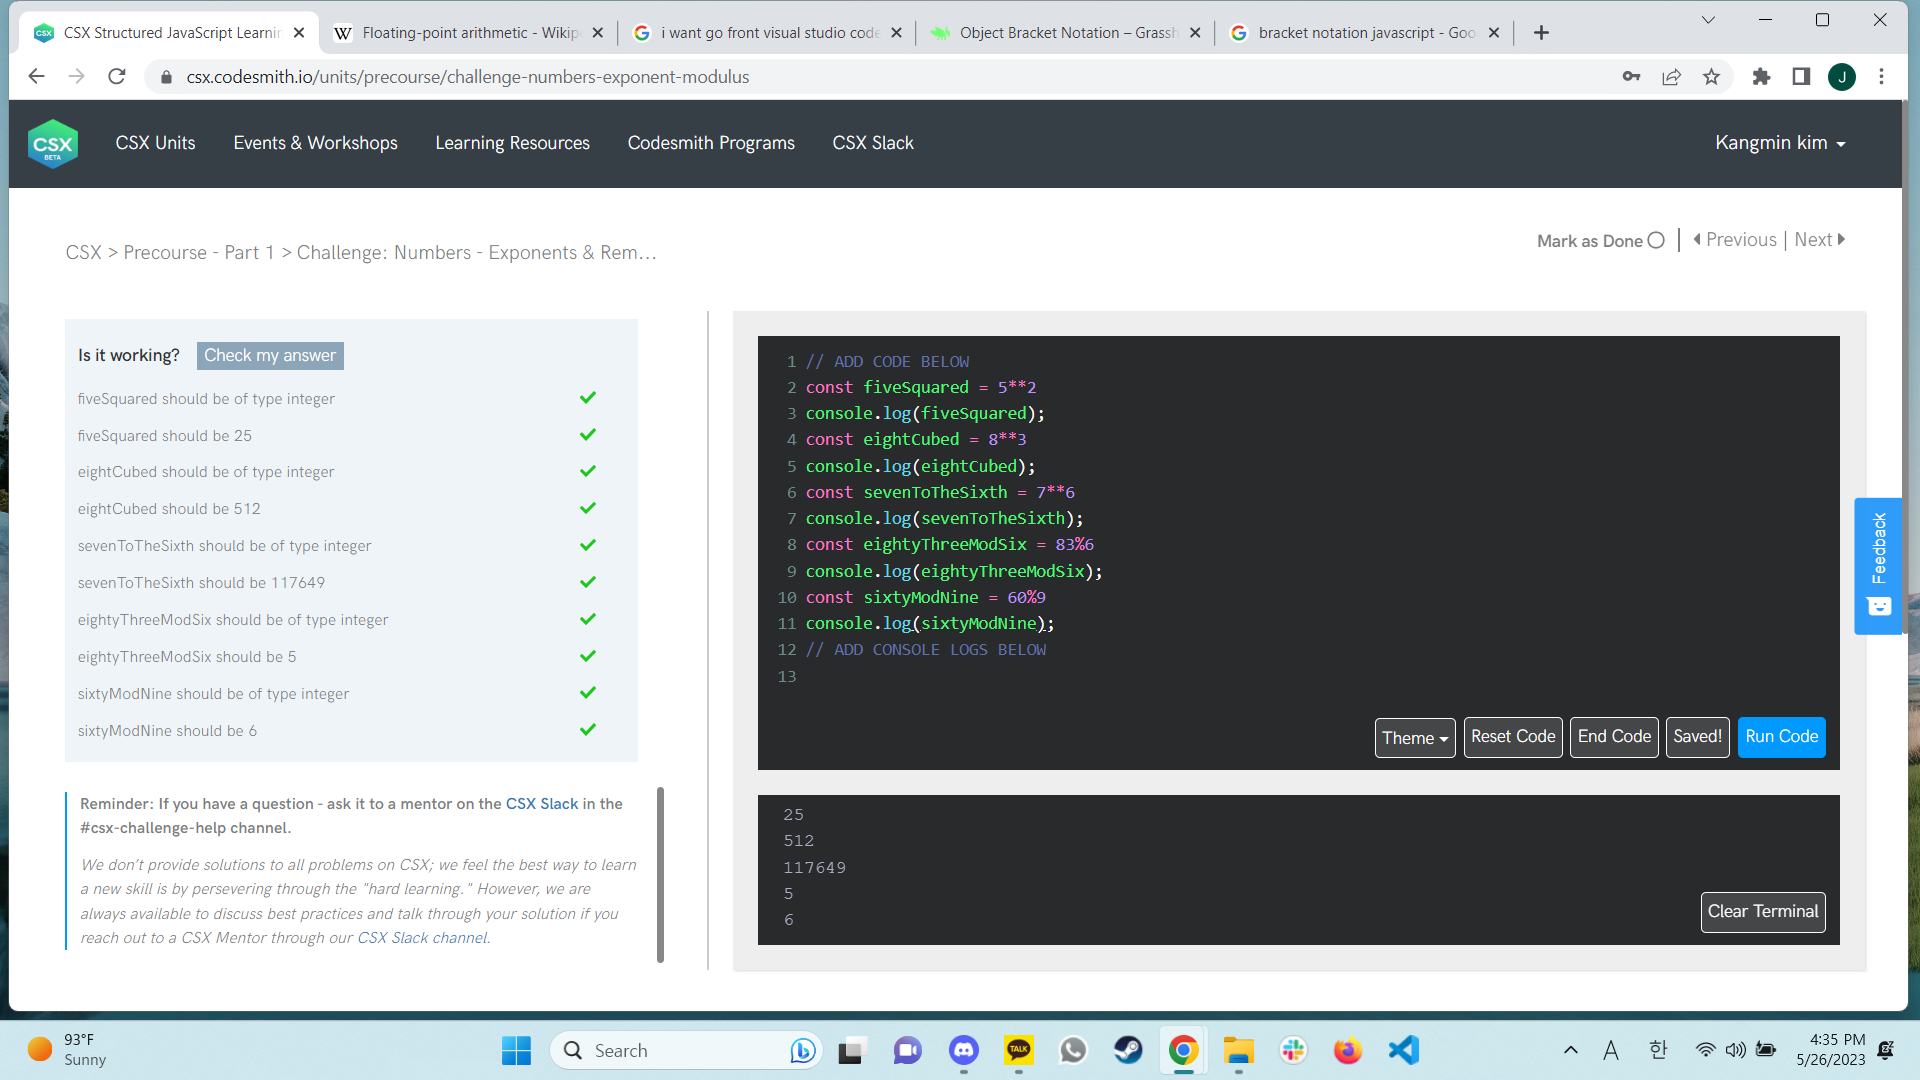 CSX Structured JavaScript Learnin
Floating-point arithmetic - Wikip
i want go front visual studio code
Object Bracket Notation – Grassh
bracket notation javascript - Goo
csx.codesmith.io/units/precourse/challenge-numbers-exponent-modulus
J
CSX
BETA
CSX Units
Events & Workshops
Learning Resources
Codesmith Programs
CSX Slack
Kangmin kim
CSX > Precourse - Part 1 > Challenge: Numbers - Exponents & Rem...
Mark as Done
Previous | Next
Is it working?
Check my answer
fiveSquared should be of type integer
fiveSquared should be 25
eightCubed should be of type integer
eightCubed should be 512
sevenToTheSixth should be of type integer
sevenToTheSixth should be 117649
eightyThreeModSix should be of type integer
eightyThreeModSix should be 5
sixtyModNine should be of type integer
sixtyModNine should be 6
Reminder: If you have a question - ask it to a mentor on the CSX Slack in the
#csx-challenge-help channel.
We don't provide solutions to all problems on CSX; we feel the best way to learn
a new skill is by persevering through the "hard learning." However, we are
always available to discuss best practices and talk through your solution if you
reach out to a CSX Mentor through our CSX Slack channel.
1 // ADD CODE BELOW
2 const fiveSquared = 5**2
3 console.log(fiveSquared);
4 const eightCubed = 8**3
5 console.log(eightCubed);
6 const sevenToTheSixth = 7**6
7 console.log(sevenToTheSixth);
8 const eightyThreeModSix = 83%6
9 console.log(eightyThreeModSix);
10 const sixtyModNine = 60%9
11 console.log(sixtyModNine);
12 // ADD CONSOLE LOGS BELOW
13
Theme
Reset Code
End Code
Saved!
Run Code
25
512
117649
5
6
Clear Terminal
Feedback
93°F
Sunny
Search
TALK
A
한
4:35 PM
5/26/2023